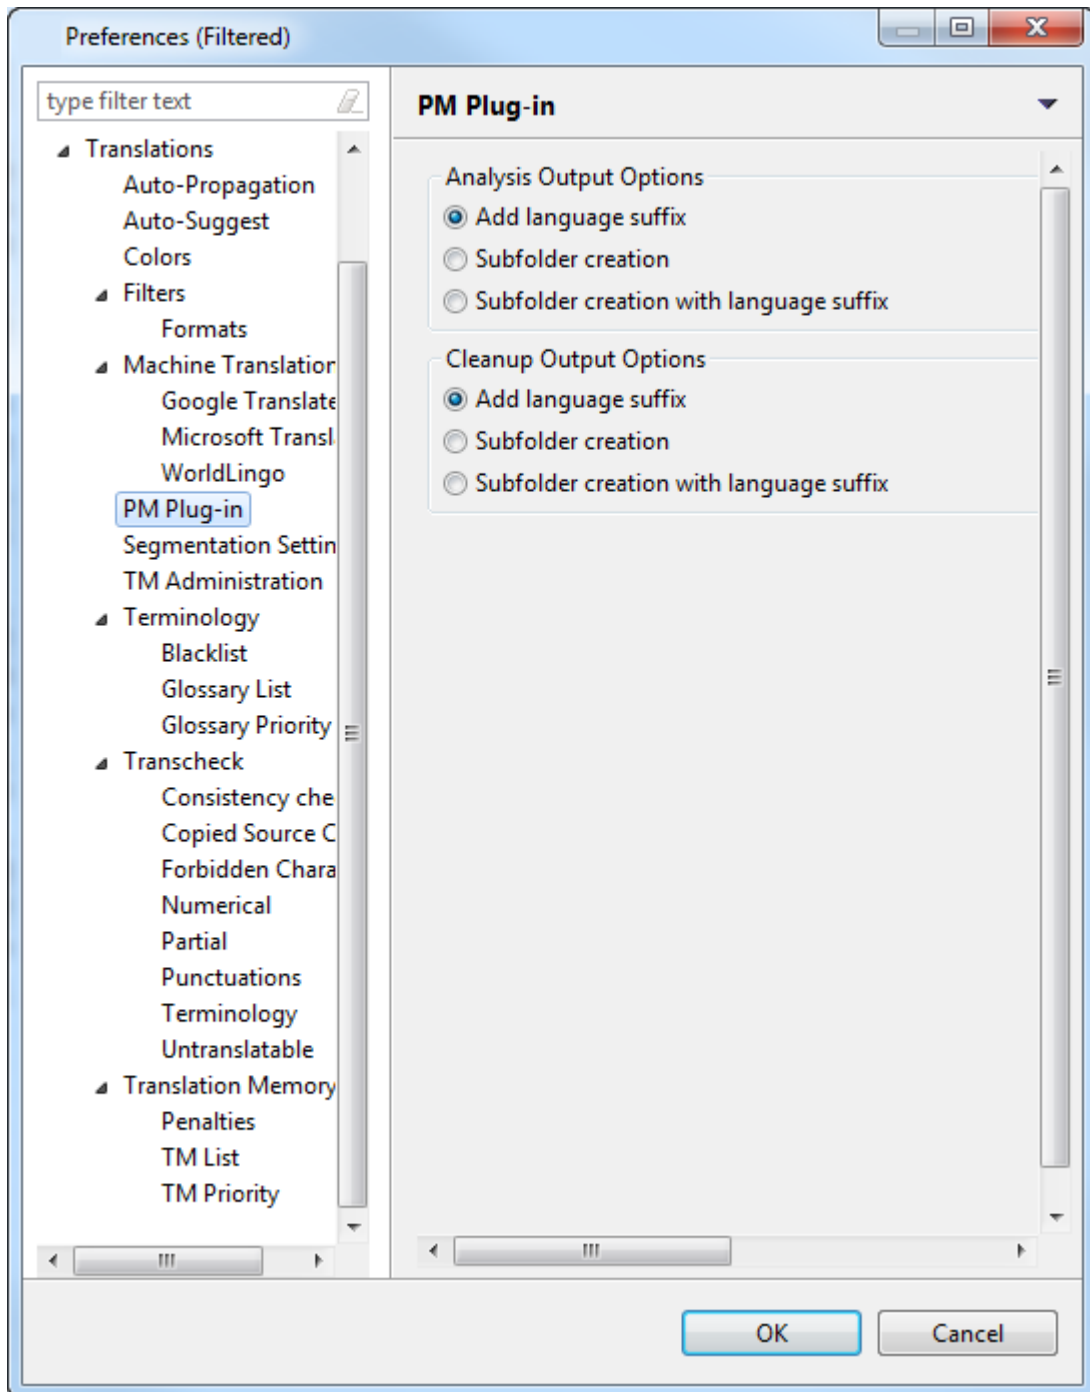 Preferences (Filtered)
type filter text
Translations
Auto-Propagation
Auto-Suggest
Colors
Filters
Formats
Machine Translation
Google Translate
Microsoft Transl
WorldLingo
PM Plug-in
Segmentation Settin
TM Administration
Terminology
Blacklist
Glossary List
Glossary Priority
Transcheck
Consistency che
Copied Source C
Forbidden Chara
Numerical
Partial
Punctuations
Terminology
Untranslatable
Translation Memory
Penalties
TM List
TM Priority
PM Plug-in
Analysis Output Options
Add language suffix
Subfolder creation
Subfolder creation with language suffix
Cleanup Output Options
Add language suffix
Subfolder creation
Subfolder creation with language suffix
OK
Cancel